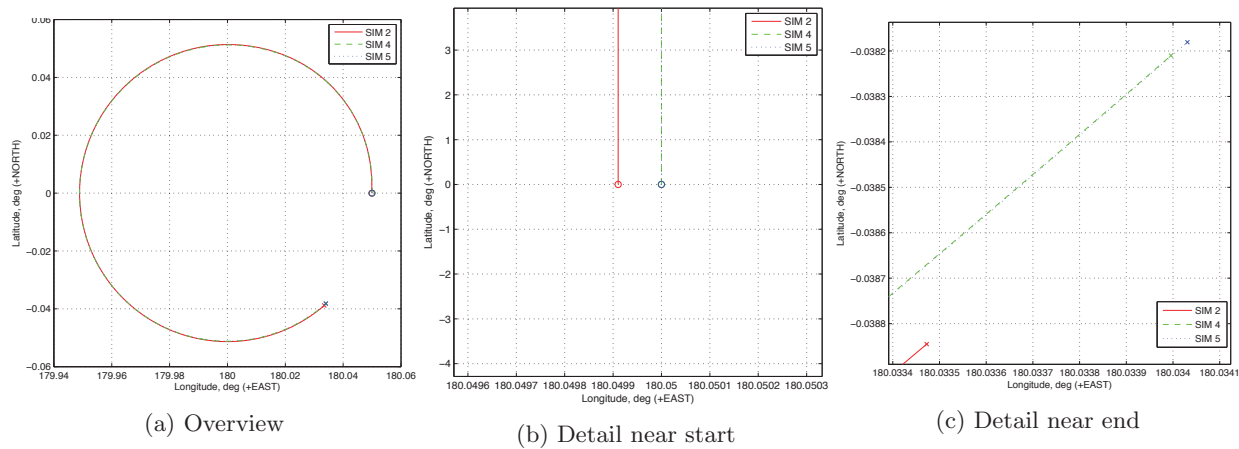 0.06
0.04
0.02
0
−0.02
−0.04
−0.06
Latitude, deg (+NORTH)
179.94 179.96 179.98 180 180.02 180.04 180.06
Longitude, deg (+EAST)
SIM 2
SIM 4
SIM 5
(a) Overview
3
2
1
0
−1
−2
−3
−4
Latitude, deg (+NORTH)
180.0496 180.0497 180.0498 180.0499 180.05 180.0501 180.0502 180.0503
Longitude, deg (+EAST)
SIM 2
SIM 4
SIM 5
(b) Detail near start
−0.0382
−0.0383
−0.0384
−0.0385
−0.0386
−0.0387
−0.0388
Latitude, deg (+NORTH)
180.0334 180.0335 180.0336 180.0337 180.0338 180.0339 180.034 180.0341
Longitude, deg (+EAST)
SIM 2
SIM 4
SIM 5
(c) Detail near end